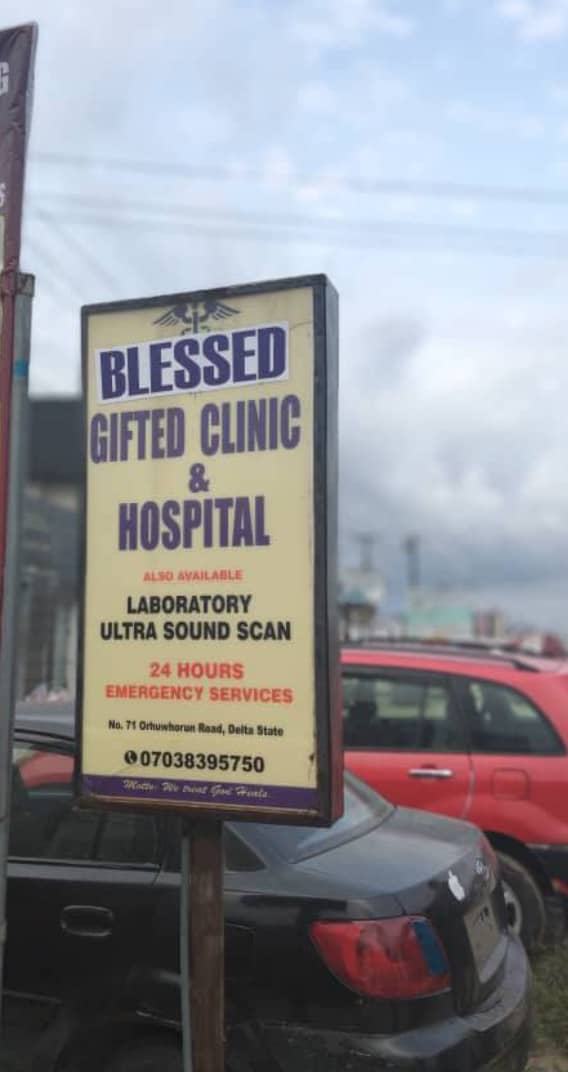 G
S
BLESSED
GIFTED CLINIC
&
HOSPITAL
ALSO AVAILABLE
LABORATORY
ULTRA SOUND SCAN
24 HOURS
EMERGENCY SERVICES
No. 71 Orhuwhorun Road, Delta State
07038395750
Motto: We treat God Heals.